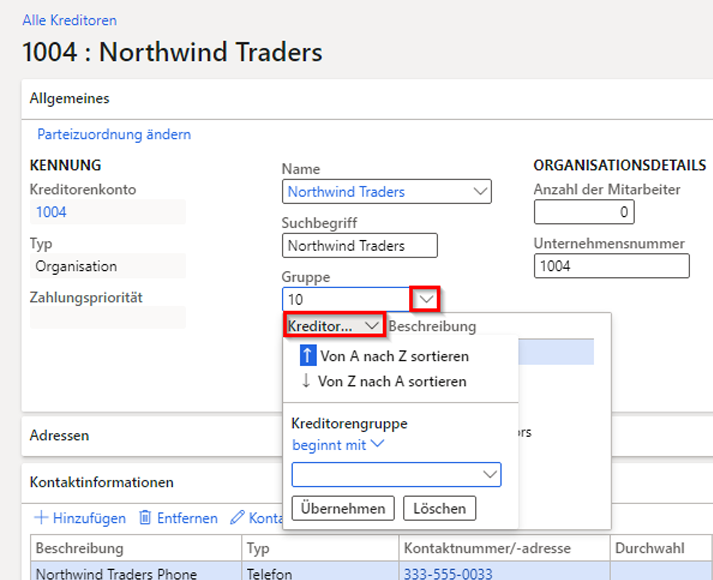 Alle Kreditoren
1004 : Northwind Traders
Allgemeines
Parteizuordnung ändern
KENNUNG
Kreditorenkonto
1004
Typ
Organisation
Zahlungspriorität
Name
Northwind Traders
Suchbegriff
Northwind Traders
Gruppe
10
Kreditor... Beschreibung
↑ Von A nach Z sortieren
↓ Von Z nach A sortieren
Kreditorengruppe
beginnt mit
Übernehmen Löschen
ors
ORGANISATIONSDETAILS
Anzahl der Mitarbeiter
0
Unternehmensnummer
1004
Adressen
Kontaktinformationen
Hinzufügen Entfernen Konta
Beschreibung Typ Kontaktnummer/-adresse Durchwahl
Northwind Traders Phone Telefon 333-555-0033